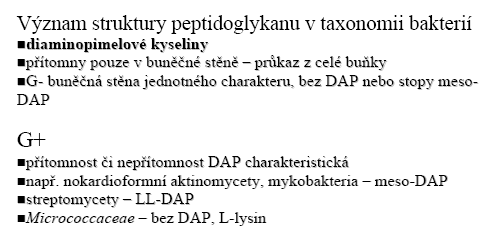 Význam struktury peptidoglykanu v taxonomii bakterií
■diaminopimelové kyseliny
■přítomny pouze v buněčné stěně – průkaz z celé buňky
■G- buněčná stěna jednotného charakteru, bez DAP nebo stopy meso-
DAP
G+
■přítomnost či nepřítomnost DAP charakteristická
■např. nokardioformní aktinomycety, mykobakteria – meso-DAP
■streptomycety – LL-DAP
■Micrococcaceae – bez DAP, L-lysin